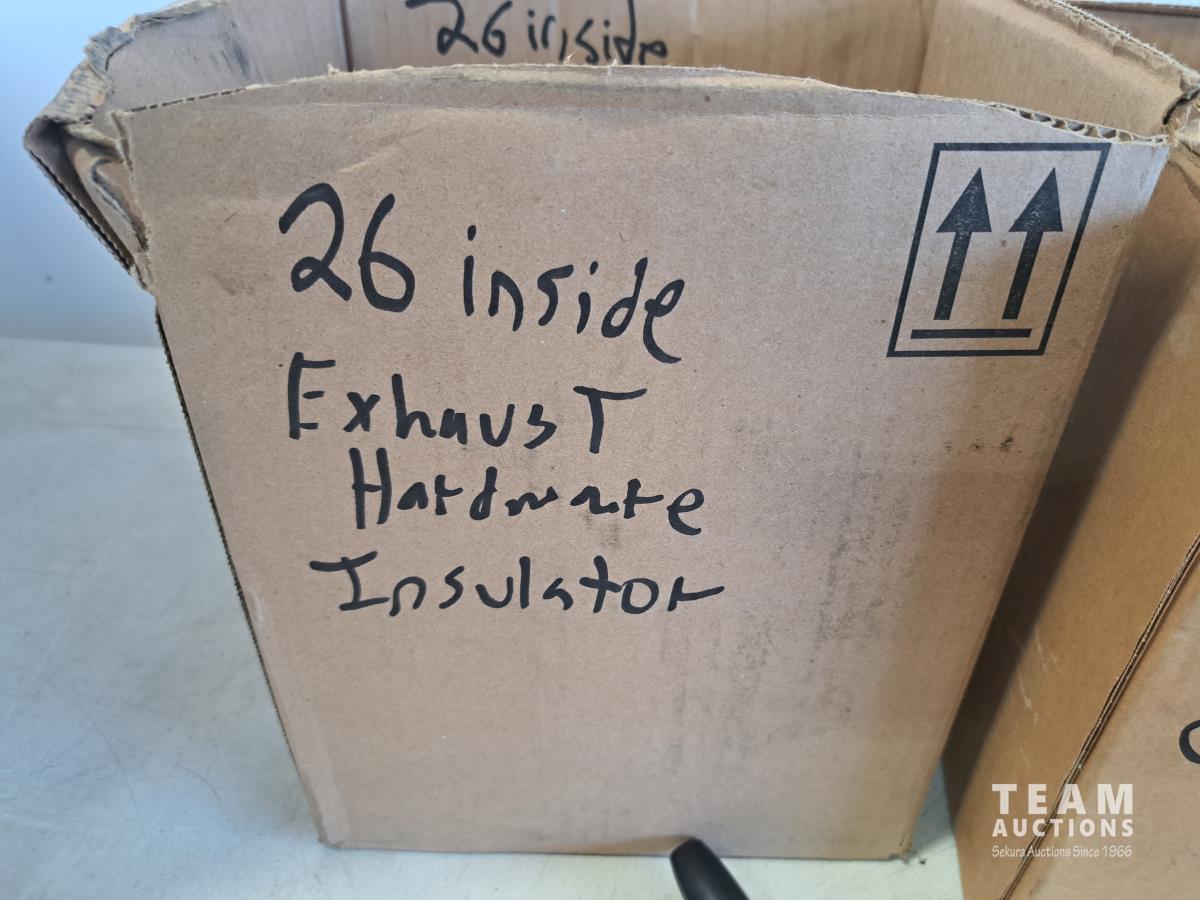 26 inside
26 inside
Exhaust
Hardware
Insulator
TEAM
AUCTIONS
Sekura Auctions Since 1966